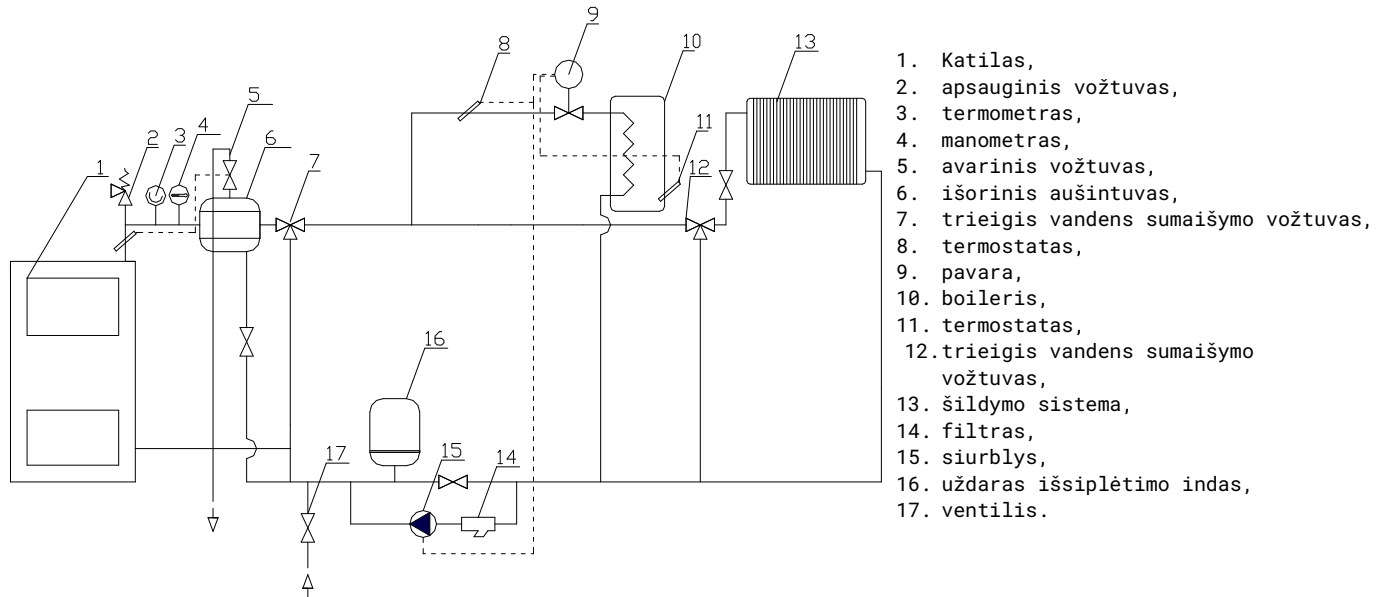 9
8
10
13
5
4
3
2
1
6
7
11
12
16
17
15
14
1. Katilas,
2. apsauginis vožtuvas,
3. termometras,
4. manometras,
5. avarinis vožtuvas,
6. išorinis aušintuvas,
7. trieigis vandens sumaišymo vožtuvas,
8. termostatas,
9. pavara,
10. boileris,
11. termostatas,
12.trieigis vandens sumaišymo
vožtuvas,
13. šildymo sistema,
14. filtras,
15. siurblys,
16. uždaras išsiplėtimo indas,
17. ventilis.